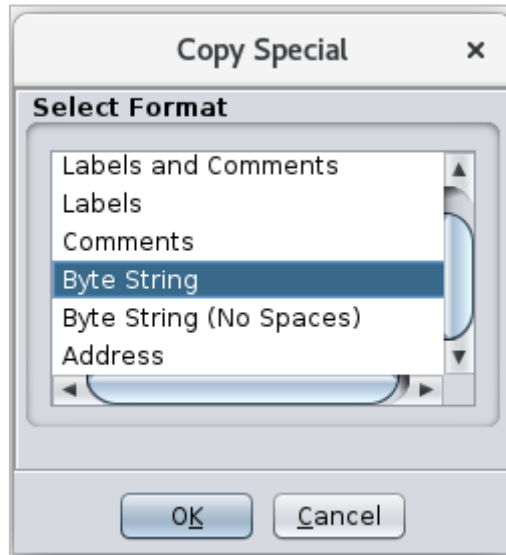 Copy Special ×
Select Format
Labels and Comments
Labels
Comments
Byte String
Byte String (No Spaces)
Address
OK Cancel